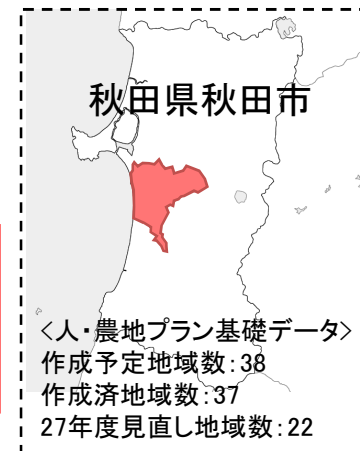 秋田県秋田市
<人・農地プラン基礎データ>
作成予定地域数:38
作成済地域数:37
27年度見直し地域数:22